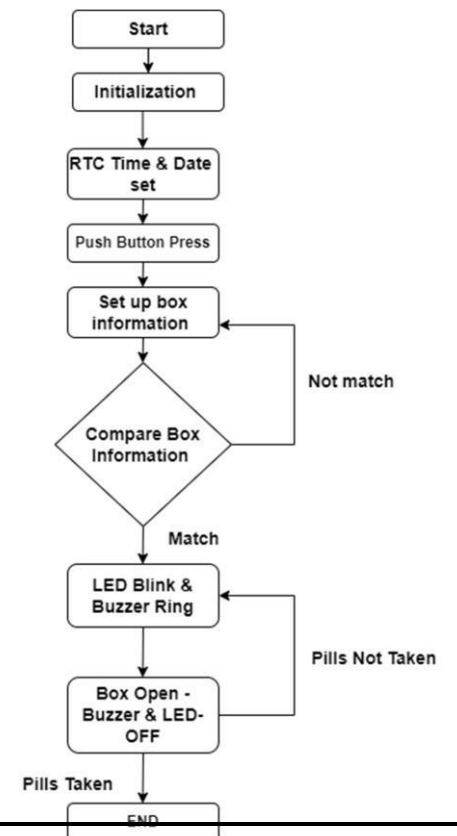 Start
Initialization
RTC Time & Date
set
Push Button Press
Set up box
information
Not match
Compare Box
Information
Match
LED Blink &
Buzzer Ring
Pills Not Taken
Box Open -
Buzzer & LED-
OFF
Pills Taken
END